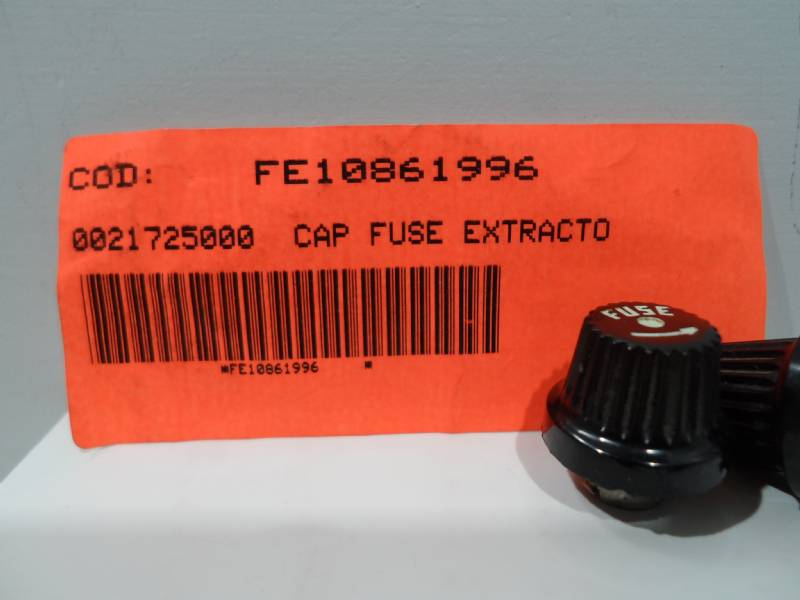 COD: FE10861996
0021725000 CAP FUSE EXTRACTO
*FE10861996 *
FUSE